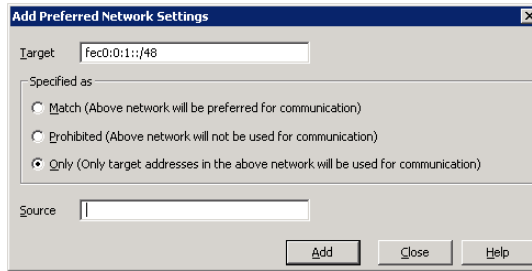 Add Preferred Network Settings
Target fec0:0:1::/48
Specified as
Match (Above network will be preferred for communication)
Prohibited (Above network will not be used for communication)
Only (Only target addresses in the above network will be used for communication)
Source
Add Close Help